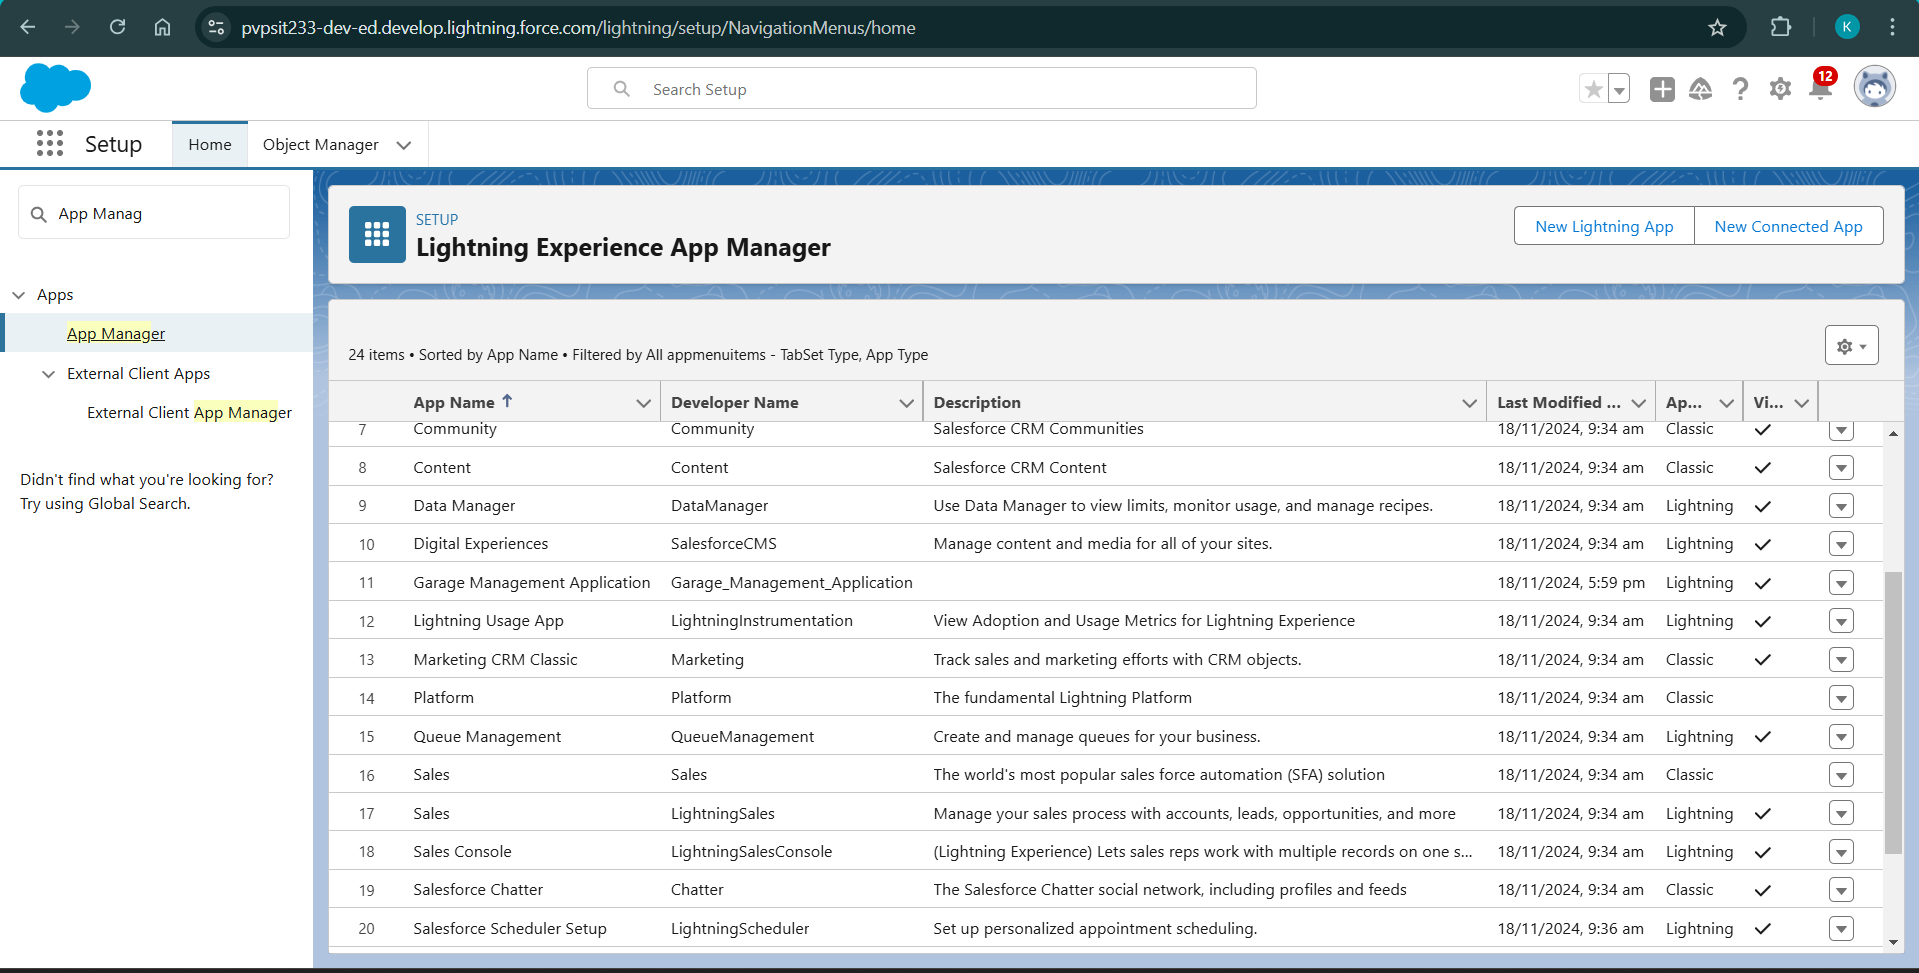 pvpsit233-dev-ed.develop.lightning.force.com/lightning/setup/NavigationMenus/home
K
Search Setup
12
Setup
Home
Object Manager
App Manag
Apps
App Manager
External Client Apps
External Client App Manager
Didn't find what you're looking for?
Try using Global Search.
SETUP
Lightning Experience App Manager
New Lightning App
New Connected App
24 items • Sorted by App Name • Filtered by All appmenuitems - TabSet Type, App Type
App Name Developer Name Description Last Modified ... Ap... Vi...
7 Community Community Salesforce CRM Communities 18/11/2024, 9:34 am Classic
8 Content Content Salesforce CRM Content 18/11/2024, 9:34 am Classic
9 Data Manager DataManager Use Data Manager to view limits, monitor usage, and manage recipes. 18/11/2024, 9:34 am Lightning
10 Digital Experiences SalesforceCMS Manage content and media for all of your sites. 18/11/2024, 9:34 am Lightning
11 Garage Management Application Garage_Management_Application 18/11/2024, 5:59 pm Lightning
12 Lightning Usage App LightningInstrumentation View Adoption and Usage Metrics for Lightning Experience 18/11/2024, 9:34 am Lightning
13 Marketing CRM Classic Marketing Track sales and marketing efforts with CRM objects. 18/11/2024, 9:34 am Classic
14 Platform Platform The fundamental Lightning Platform 18/11/2024, 9:34 am Classic
15 Queue Management QueueManagement Create and manage queues for your business. 18/11/2024, 9:34 am Lightning
16 Sales Sales The world's most popular sales force automation (SFA) solution 18/11/2024, 9:34 am Classic
17 Sales LightningSales Manage your sales process with accounts, leads, opportunities, and more 18/11/2024, 9:34 am Lightning
18 Sales Console LightningSalesConsole (Lightning Experience) Lets sales reps work with multiple records on one s... 18/11/2024, 9:34 am Lightning
19 Salesforce Chatter Chatter The Salesforce Chatter social network, including profiles and feeds 18/11/2024, 9:34 am Classic
20 Salesforce Scheduler Setup LightningScheduler Set up personalized appointment scheduling. 18/11/2024, 9:36 am Lightning